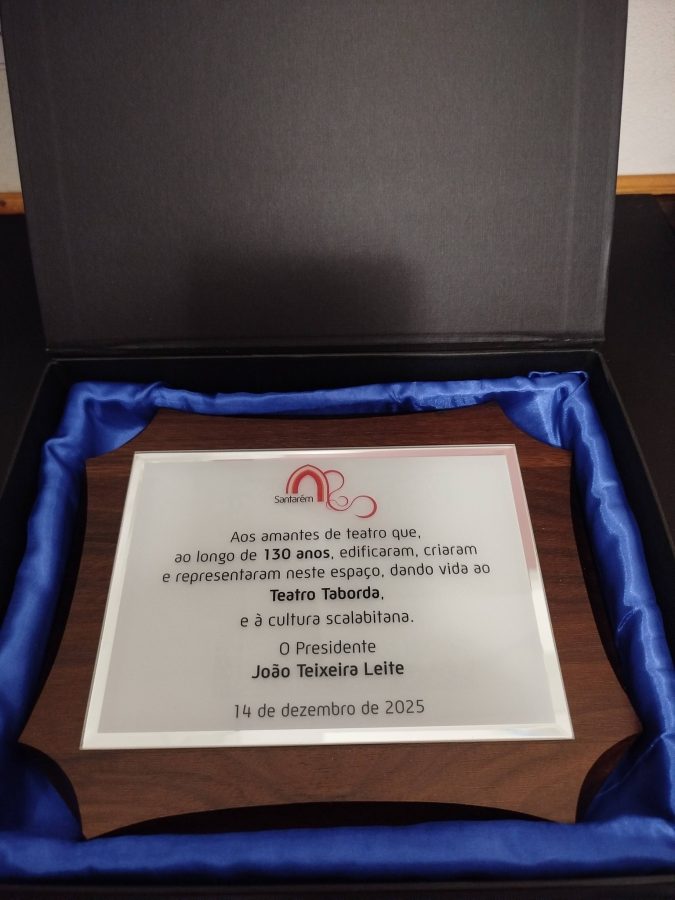 Santarém
Aos amantes de teatro que,
ao longo de 130 anos, edificaram, criaram
e representaram neste espaço, dando vida ao
Teatro Taborda,
e à cultura scalabitana.
O Presidente
João Teixeira Leite
14 de dezembro de 2025